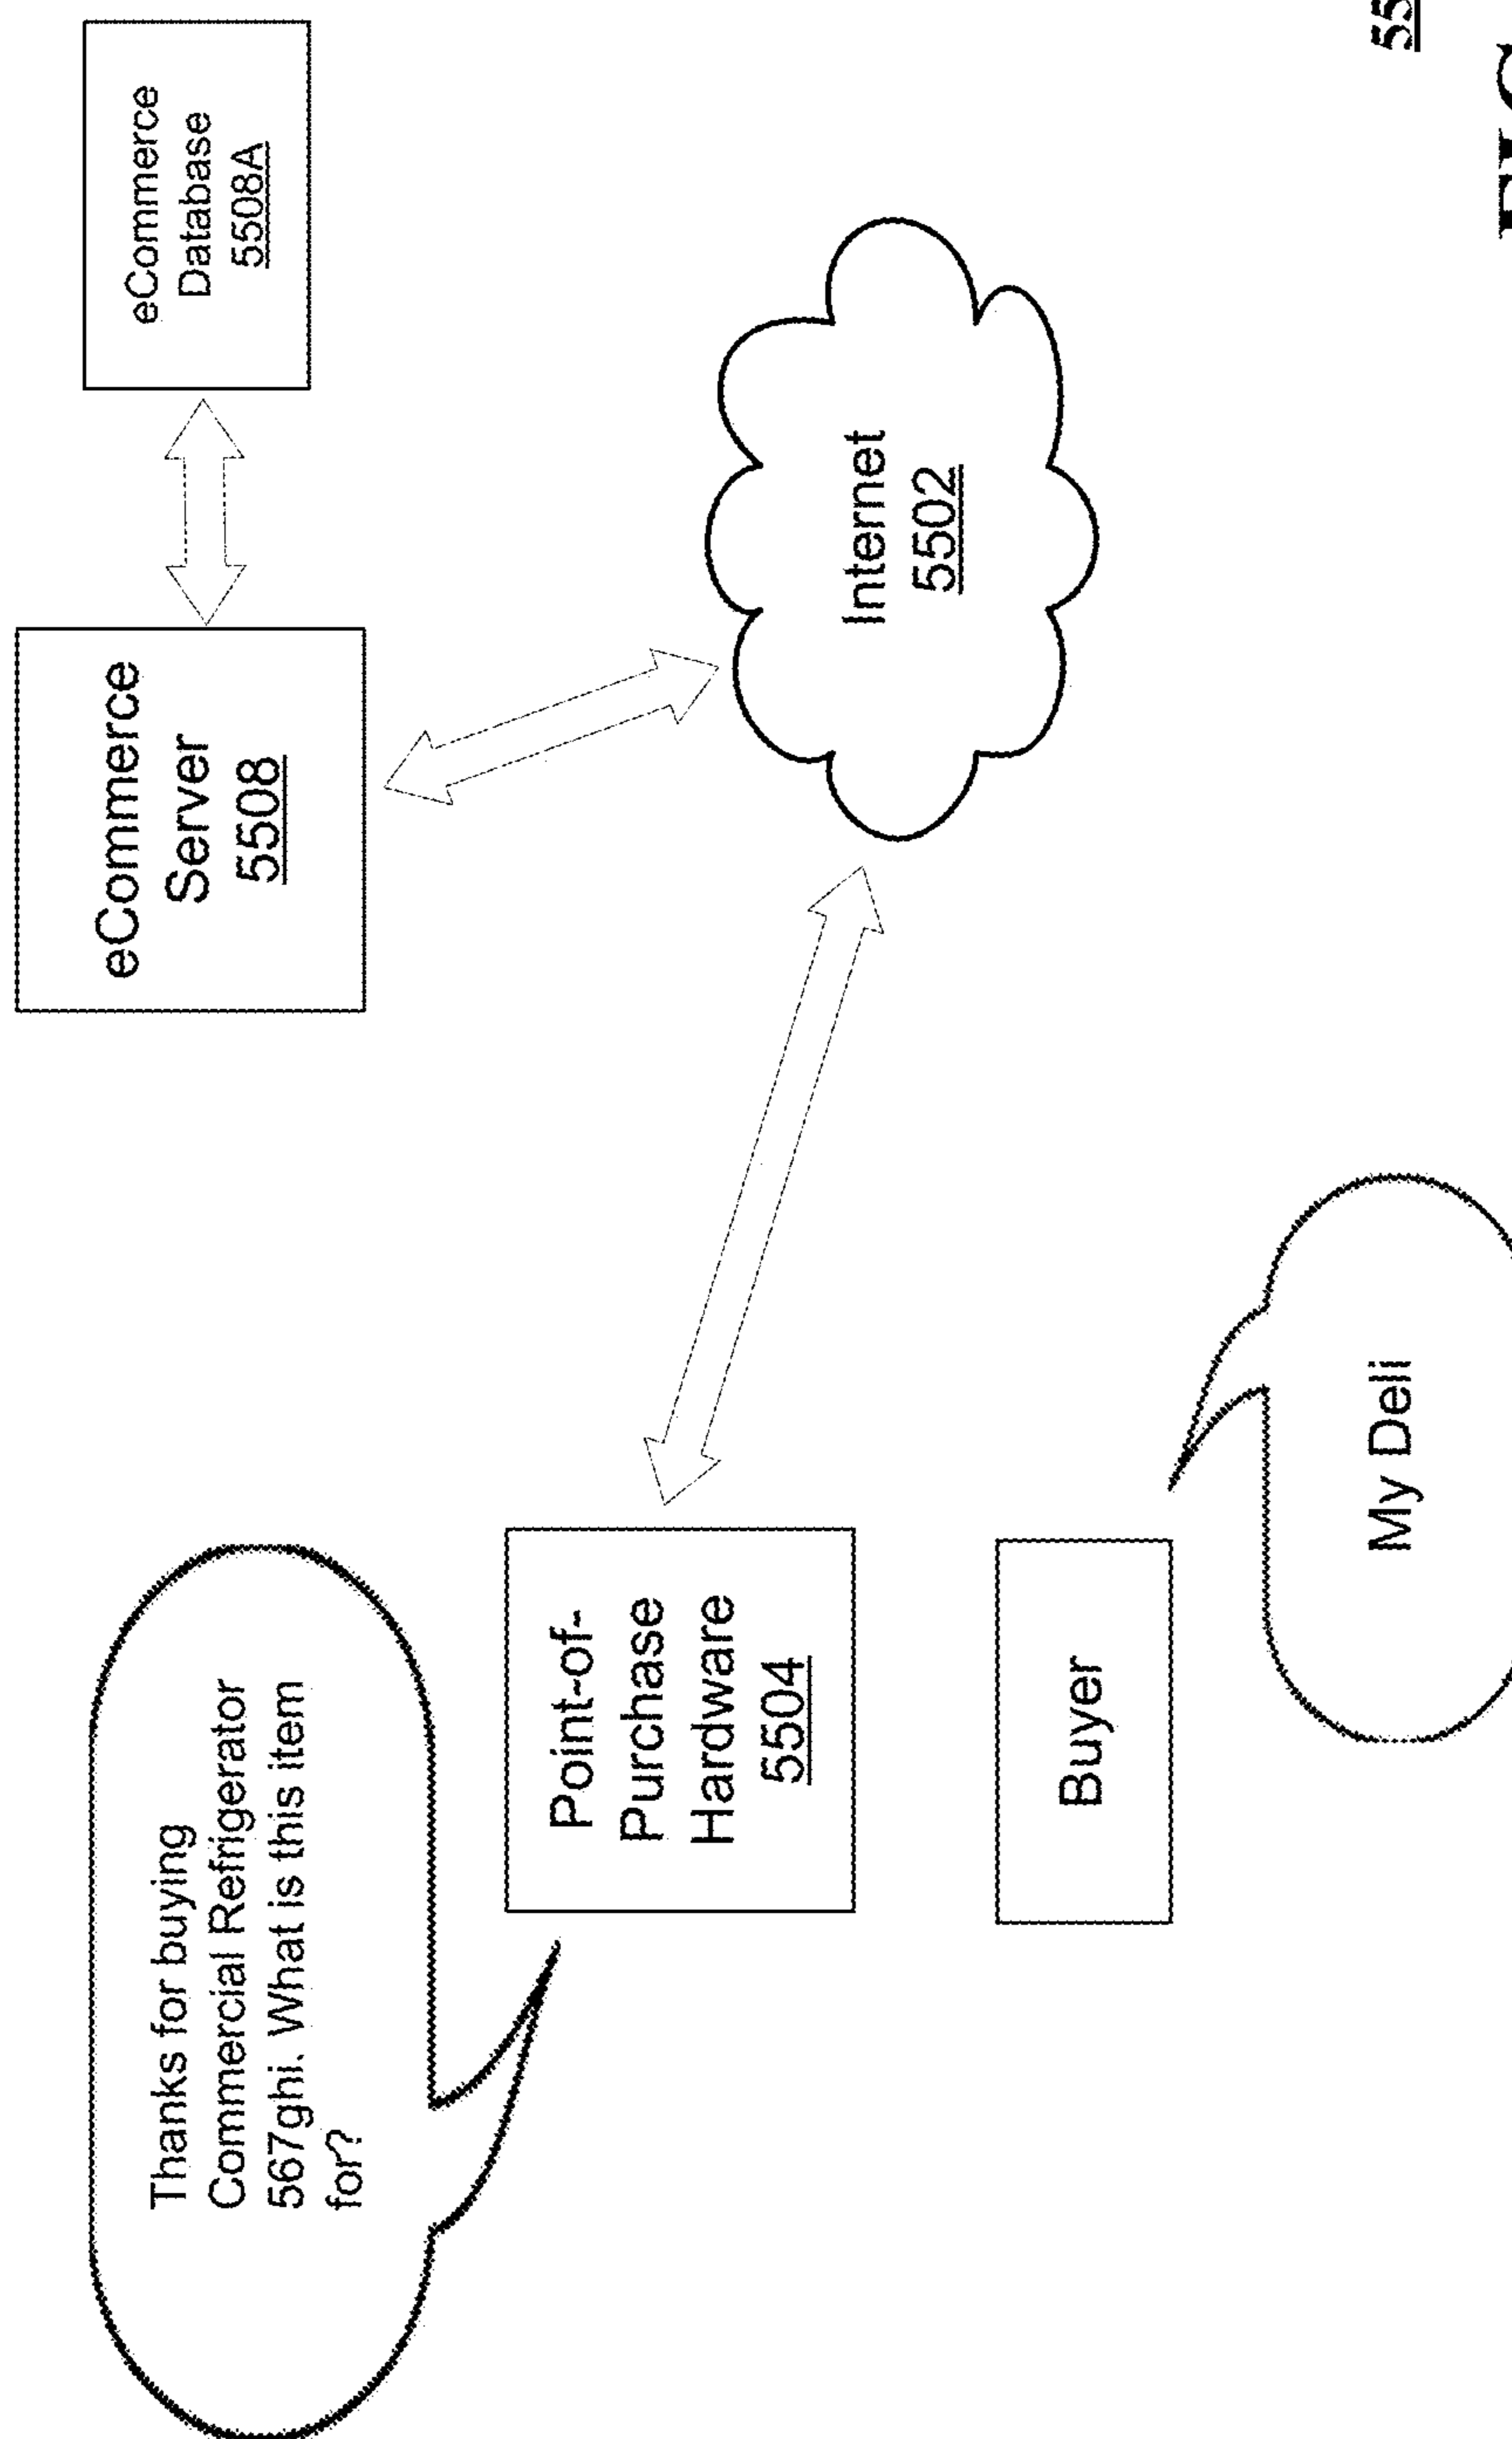 Thanks for buying
Commercial Refrigerator
567ghi. What is this item
for?
eCommerce
Server
5508
eCommerce
Database
5508A
Point-of-
Purchase
Hardware
5504
Internet
5502
Buyer
My Deli